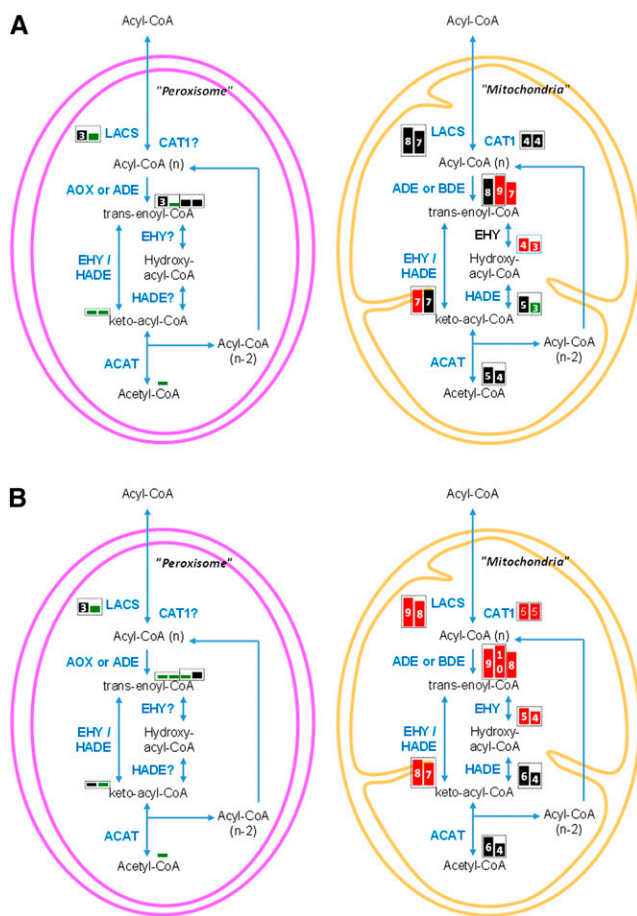 A
Acyl-CoA
"Peroxisome"
3
LACS
CAT1?
Acyl-CoA (n)
AOX or ADE
3
trans-enoyl-CoA
EHY?
EHY /
HADE
Hydroxy-
acyl-CoA
HADE?
keto-acyl-CoA
Acyl-CoA
(n-2)
ACAT
Acetyl-CoA
Acyl-CoA
"Mitochondria"
8 7
LACS
CAT1
4 4
Acyl-CoA (n)
ADE or BDE
8 9 7
trans-enoyl-CoA
EHY
4 3
EHY /
HADE
Hydroxy-
acyl-CoA
7 7
HADE
5 3
keto-acyl-CoA
Acyl-CoA
(n-2)
ACAT
5 4
Acetyl-CoA
B
Acyl-CoA
"Peroxisome"
3
LACS
CAT1?
Acyl-CoA (n)
AOX or ADE
trans-enoyl-CoA
EHY?
EHY /
HADE
Hydroxy-
acyl-CoA
HADE?
keto-acyl-CoA
Acyl-CoA
(n-2)
ACAT
Acetyl-CoA
Acyl-CoA
"Mitochondria"
9 8
LACS
CAT1
5 5
Acyl-CoA (n)
ADE or BDE
9 10 8
trans-enoyl-CoA
EHY
5 4
EHY /
HADE
Hydroxy-
acyl-CoA
8 7
HADE
6 4
keto-acyl-CoA
Acyl-CoA
(n-2)
ACAT
6 4
Acetyl-CoA